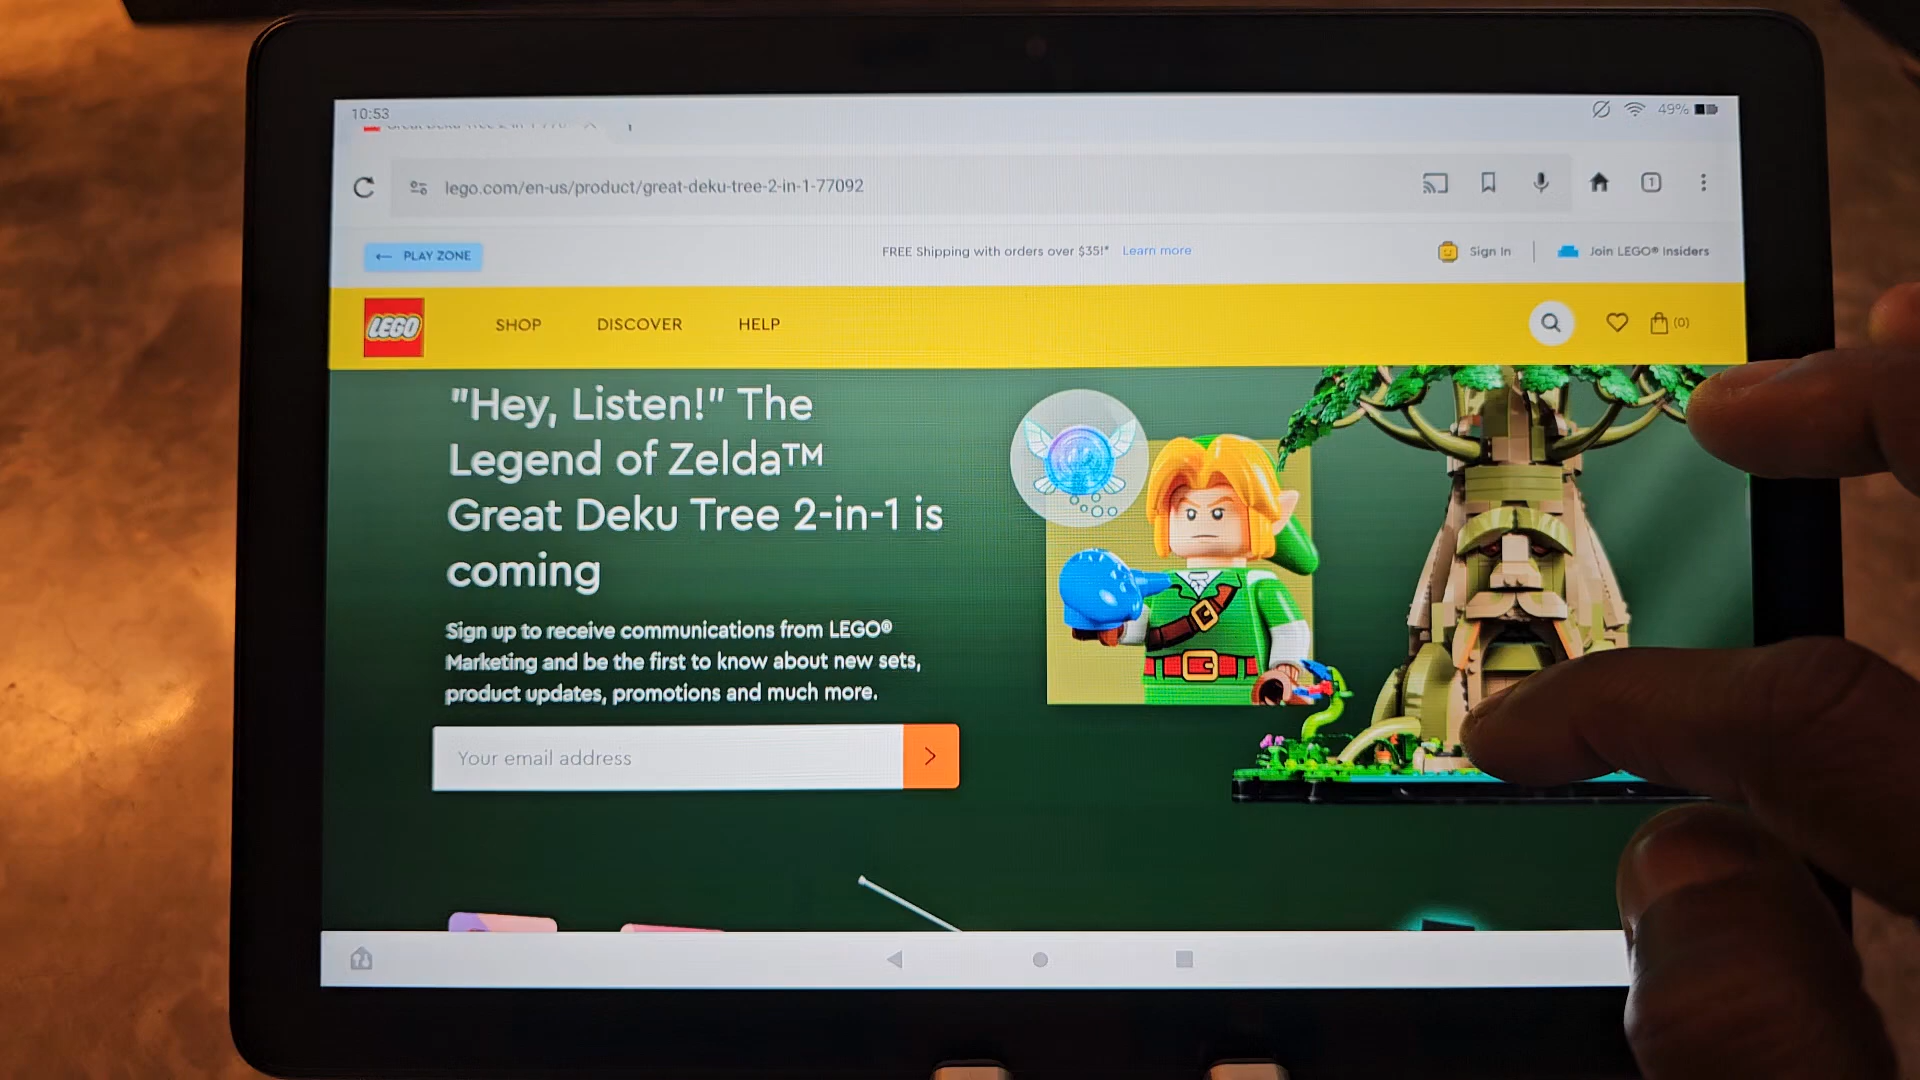 10:53
49%
lego.com/en-us/product/great-deku-tree-2-in-1-77092
1
PLAY ZONE
FREE Shipping with orders over $35!* Learn more
Sign In
Join LEGO® Insiders
LEGO
SHOP
DISCOVER
HELP
(0)
"Hey, Listen!" The
Legend of Zelda™
Great Deku Tree 2-in-1 is
coming
Sign up to receive communications from LEGO®
Marketing and be the first to know about new sets,
product updates, promotions and much more.
Your email address